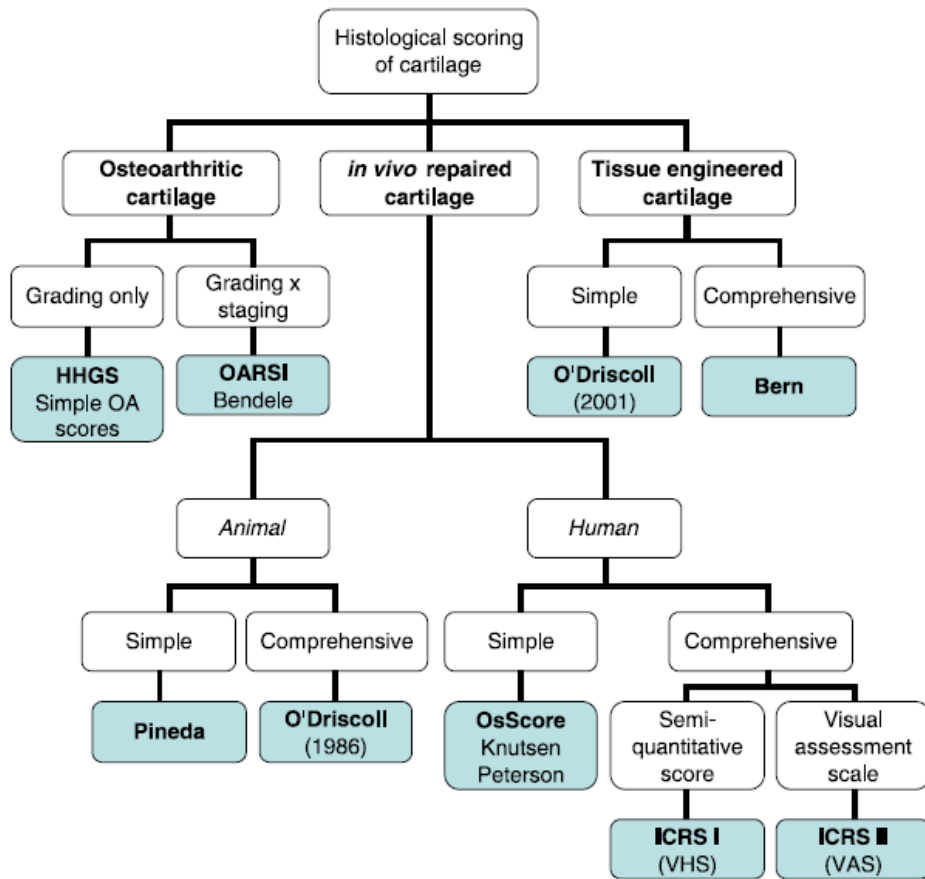 Histological scoring
of cartilage
Osteoarthritic
cartilage
in vivo repaired
cartilage
Tissue engineered
cartilage
Grading only
Grading x
staging
Simple
Comprehensive
HHGS
Simple OA
scores
OARSI
Bendele
O'Driscoll
(2001)
Bern
Animal
Human
Simple
Comprehensive
Simple
Comprehensive
Pineda
O'Driscoll
(1986)
OsScore
Knutsen
Peterson
Semi-
quantitative
score
Visual
assessment
scale
ICRS I
(VHS)
ICRS II
(VAS)